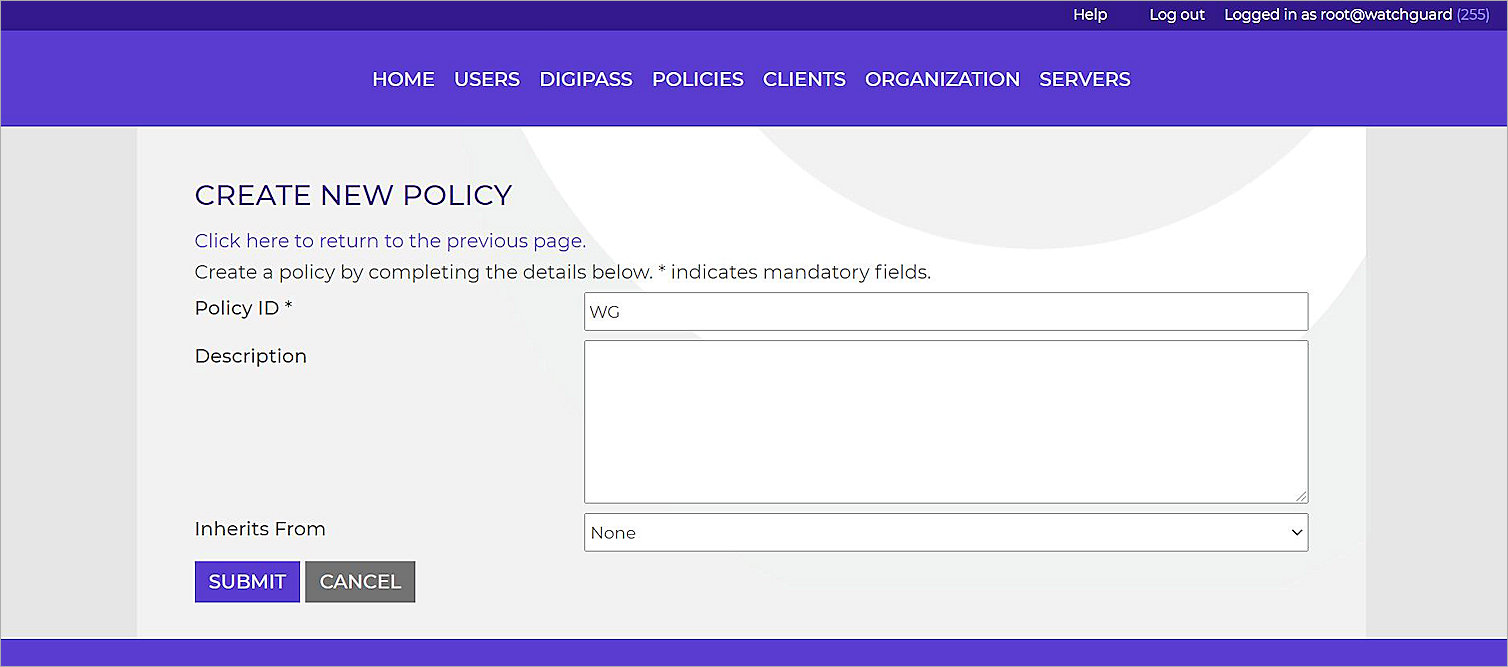 Help Log out Logged in as root@watchguard (255)
HOME USERS DIGIPASS POLICIES CLIENTS ORGANIZATION SERVERS
CREATE NEW POLICY
Click here to return to the previous page.
Create a policy by completing the details below. * indicates mandatory fields.
Policy ID * WG
Description
Inherits From None
SUBMIT CANCEL